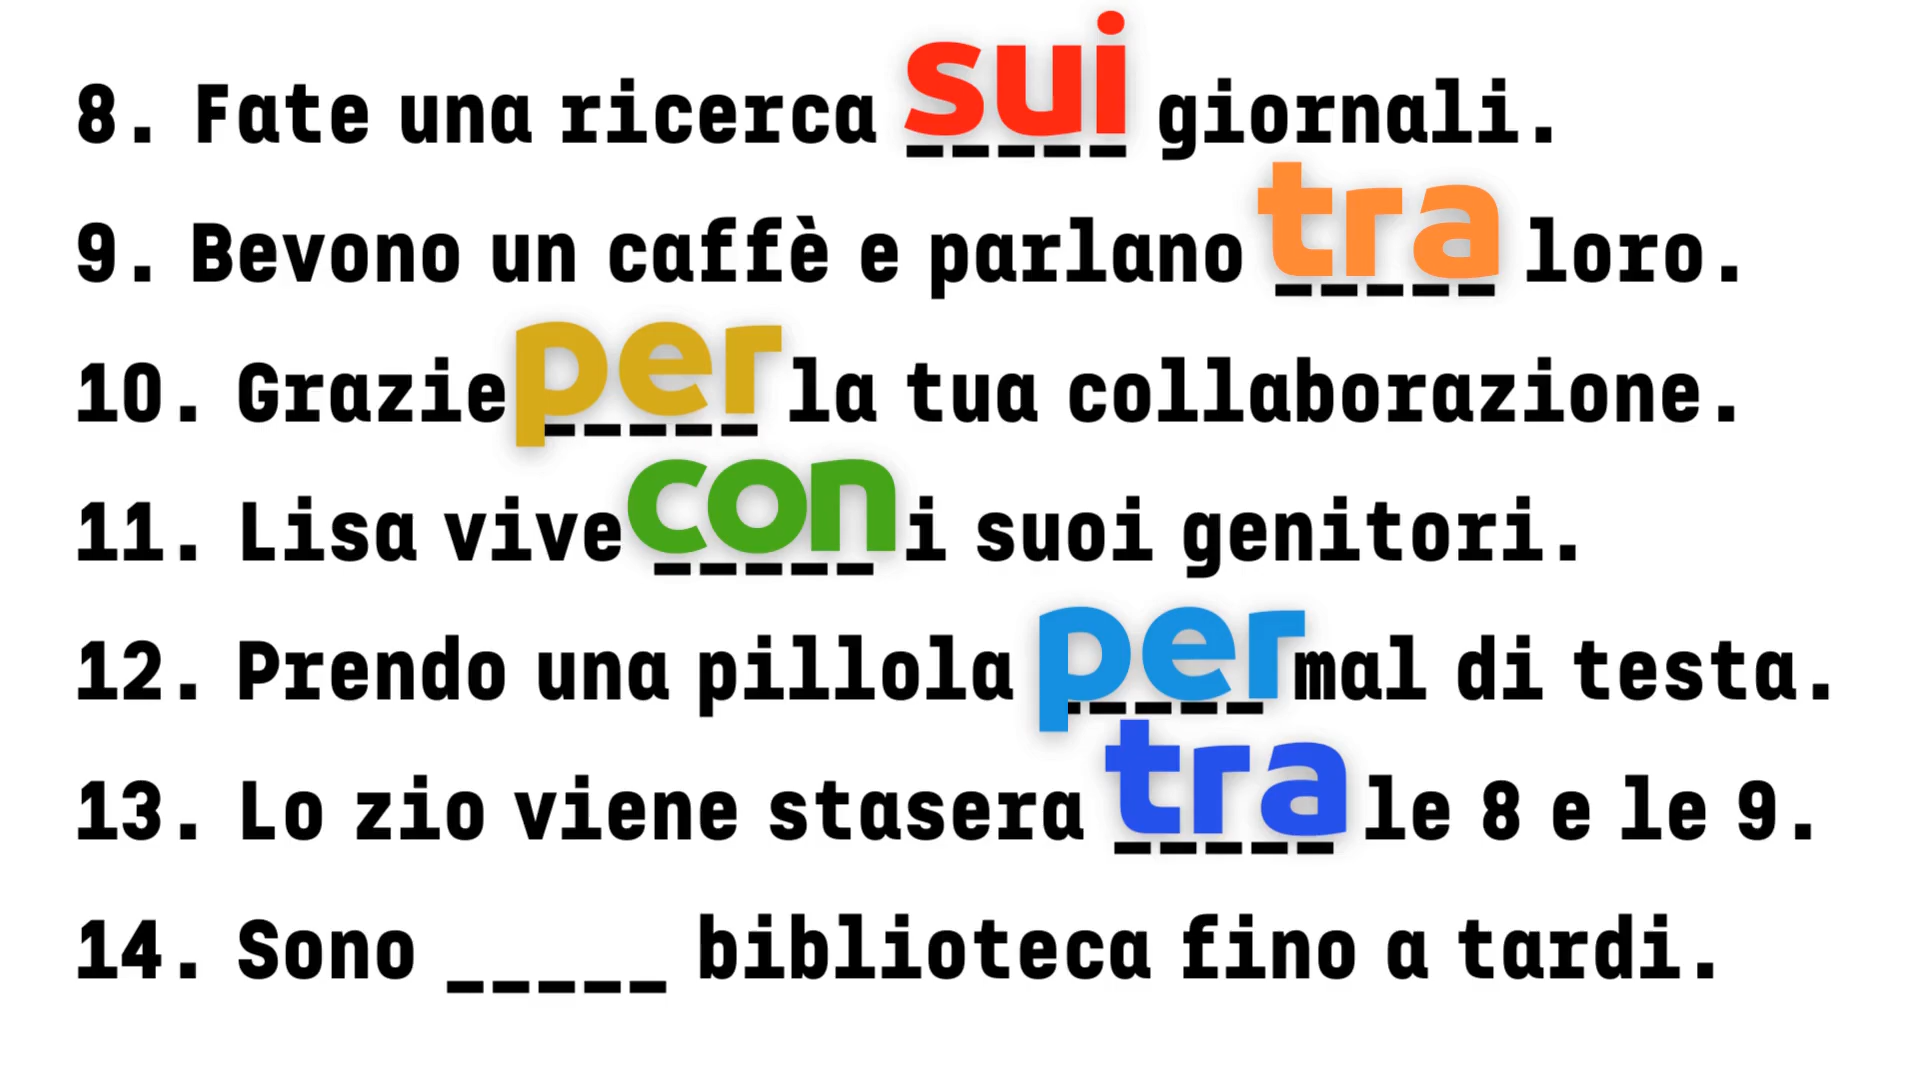 8. Fate una ricerca sui giornali.
9. Bevono un caffè e parlano tra loro.
10. Grazie per la tua collaborazione.
11. Lisa vive con i suoi genitori.
12. Prendo una pillola per mal di testa.
13. Lo zio viene stasera tra le 8 e le 9.
14. Sono _____ biblioteca fino a tardi.